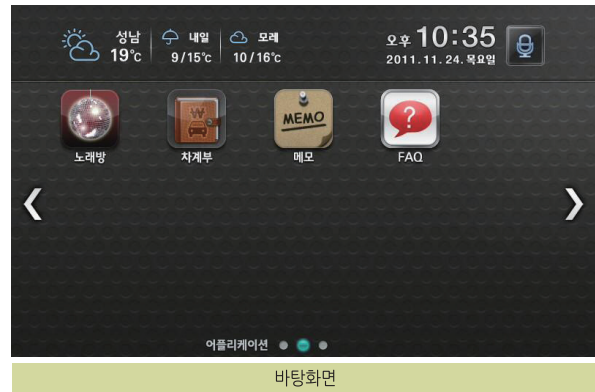 성남
19°c
내일
9/15°c
모레
10/16°c
오후 10:35
2011.11.24.목요일
노래방
₩
차계부
MEMO
메모
?
FAQ
어플리케이션
바탕화면